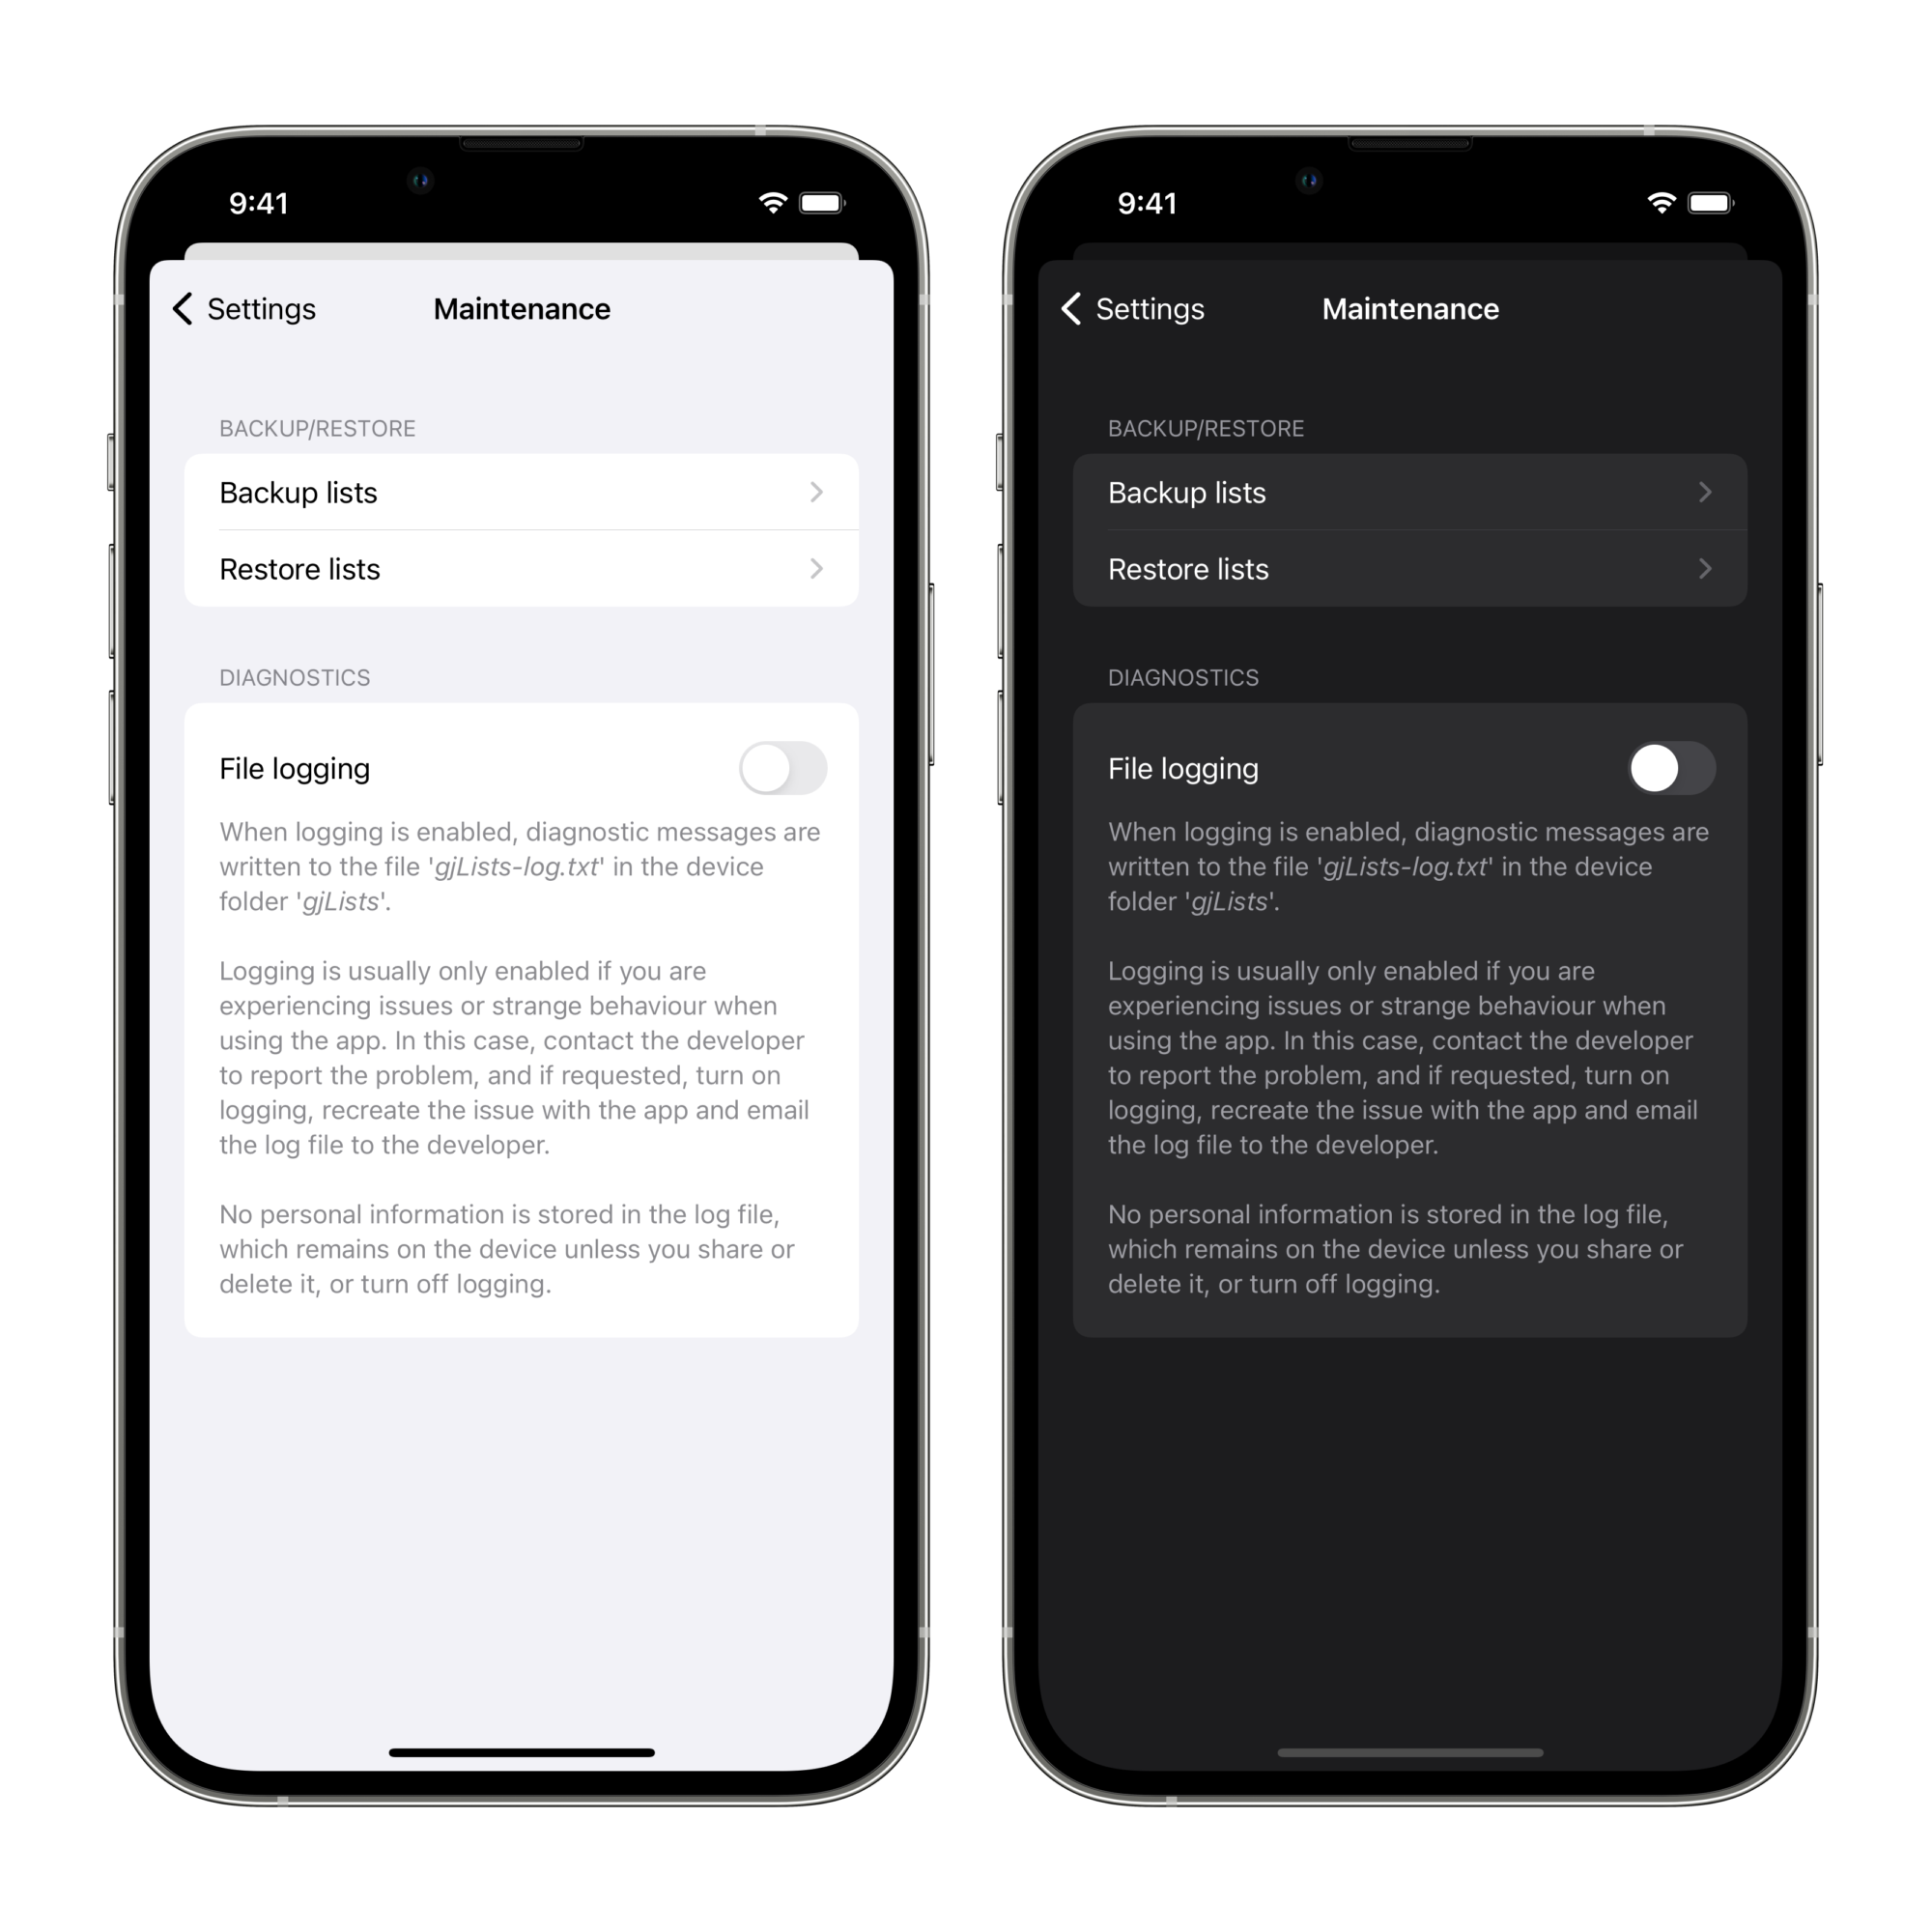 9:41
Settings
Maintenance
BACKUP/RESTORE
Backup lists
Restore lists
DIAGNOSTICS
File logging
When logging is enabled, diagnostic messages are
written to the file 'gjLists-log.txt' in the device
folder 'gjLists'.
Logging is usually only enabled if you are
experiencing issues or strange behaviour when
using the app. In this case, contact the developer
to report the problem, and if requested, turn on
logging, recreate the issue with the app and email
the log file to the developer.
No personal information is stored in the log file,
which remains on the device unless you share or
delete it, or turn off logging.
9:41
Settings
Maintenance
BACKUP/RESTORE
Backup lists
Restore lists
DIAGNOSTICS
File logging
When logging is enabled, diagnostic messages are
written to the file 'gjLists-log.txt' in the device
folder 'gjLists'.
Logging is usually only enabled if you are
experiencing issues or strange behaviour when
using the app. In this case, contact the developer
to report the problem, and if requested, turn on
logging, recreate the issue with the app and email
the log file to the developer.
No personal information is stored in the log file,
which remains on the device unless you share or
delete it, or turn off logging.